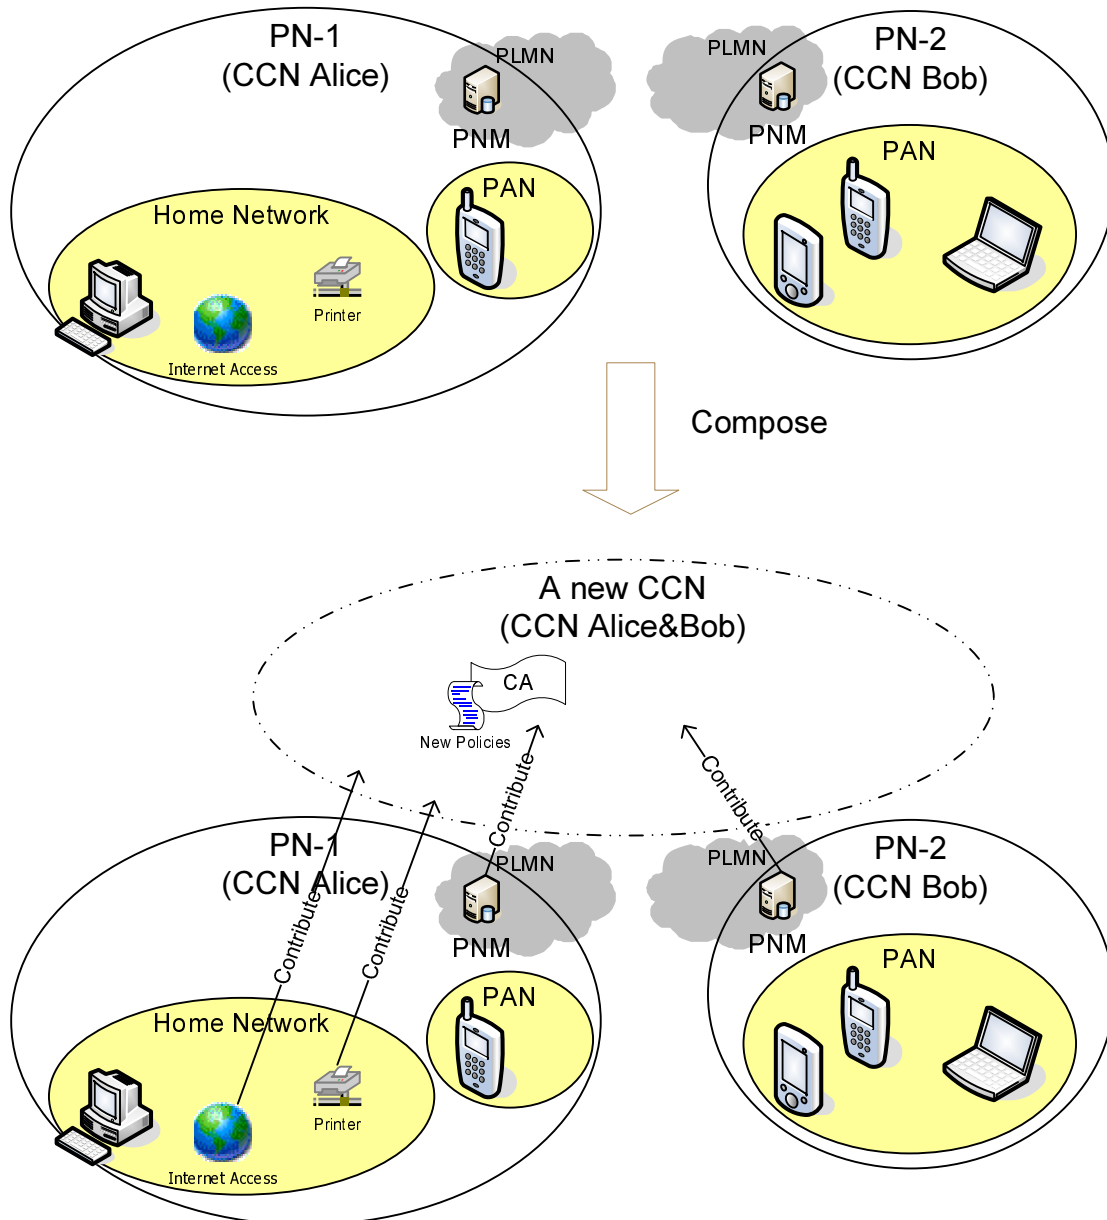 PN-1
(CCN Alice)
PLMN
PNM
PAN
Home Network
Printer
Internet Access
PLMN
PNM
PN-2
(CCN Bob)
PAN
Compose
A new CCN
(CCN Alice&Bob)
CA
New Policies
Contribute
Contribute
Contribute
Contribute
PN-1
(CCN Alice)
PLMN
PNM
PAN
Home Network
Printer
Internet Access
PLMN
PNM
PN-2
(CCN Bob)
PAN